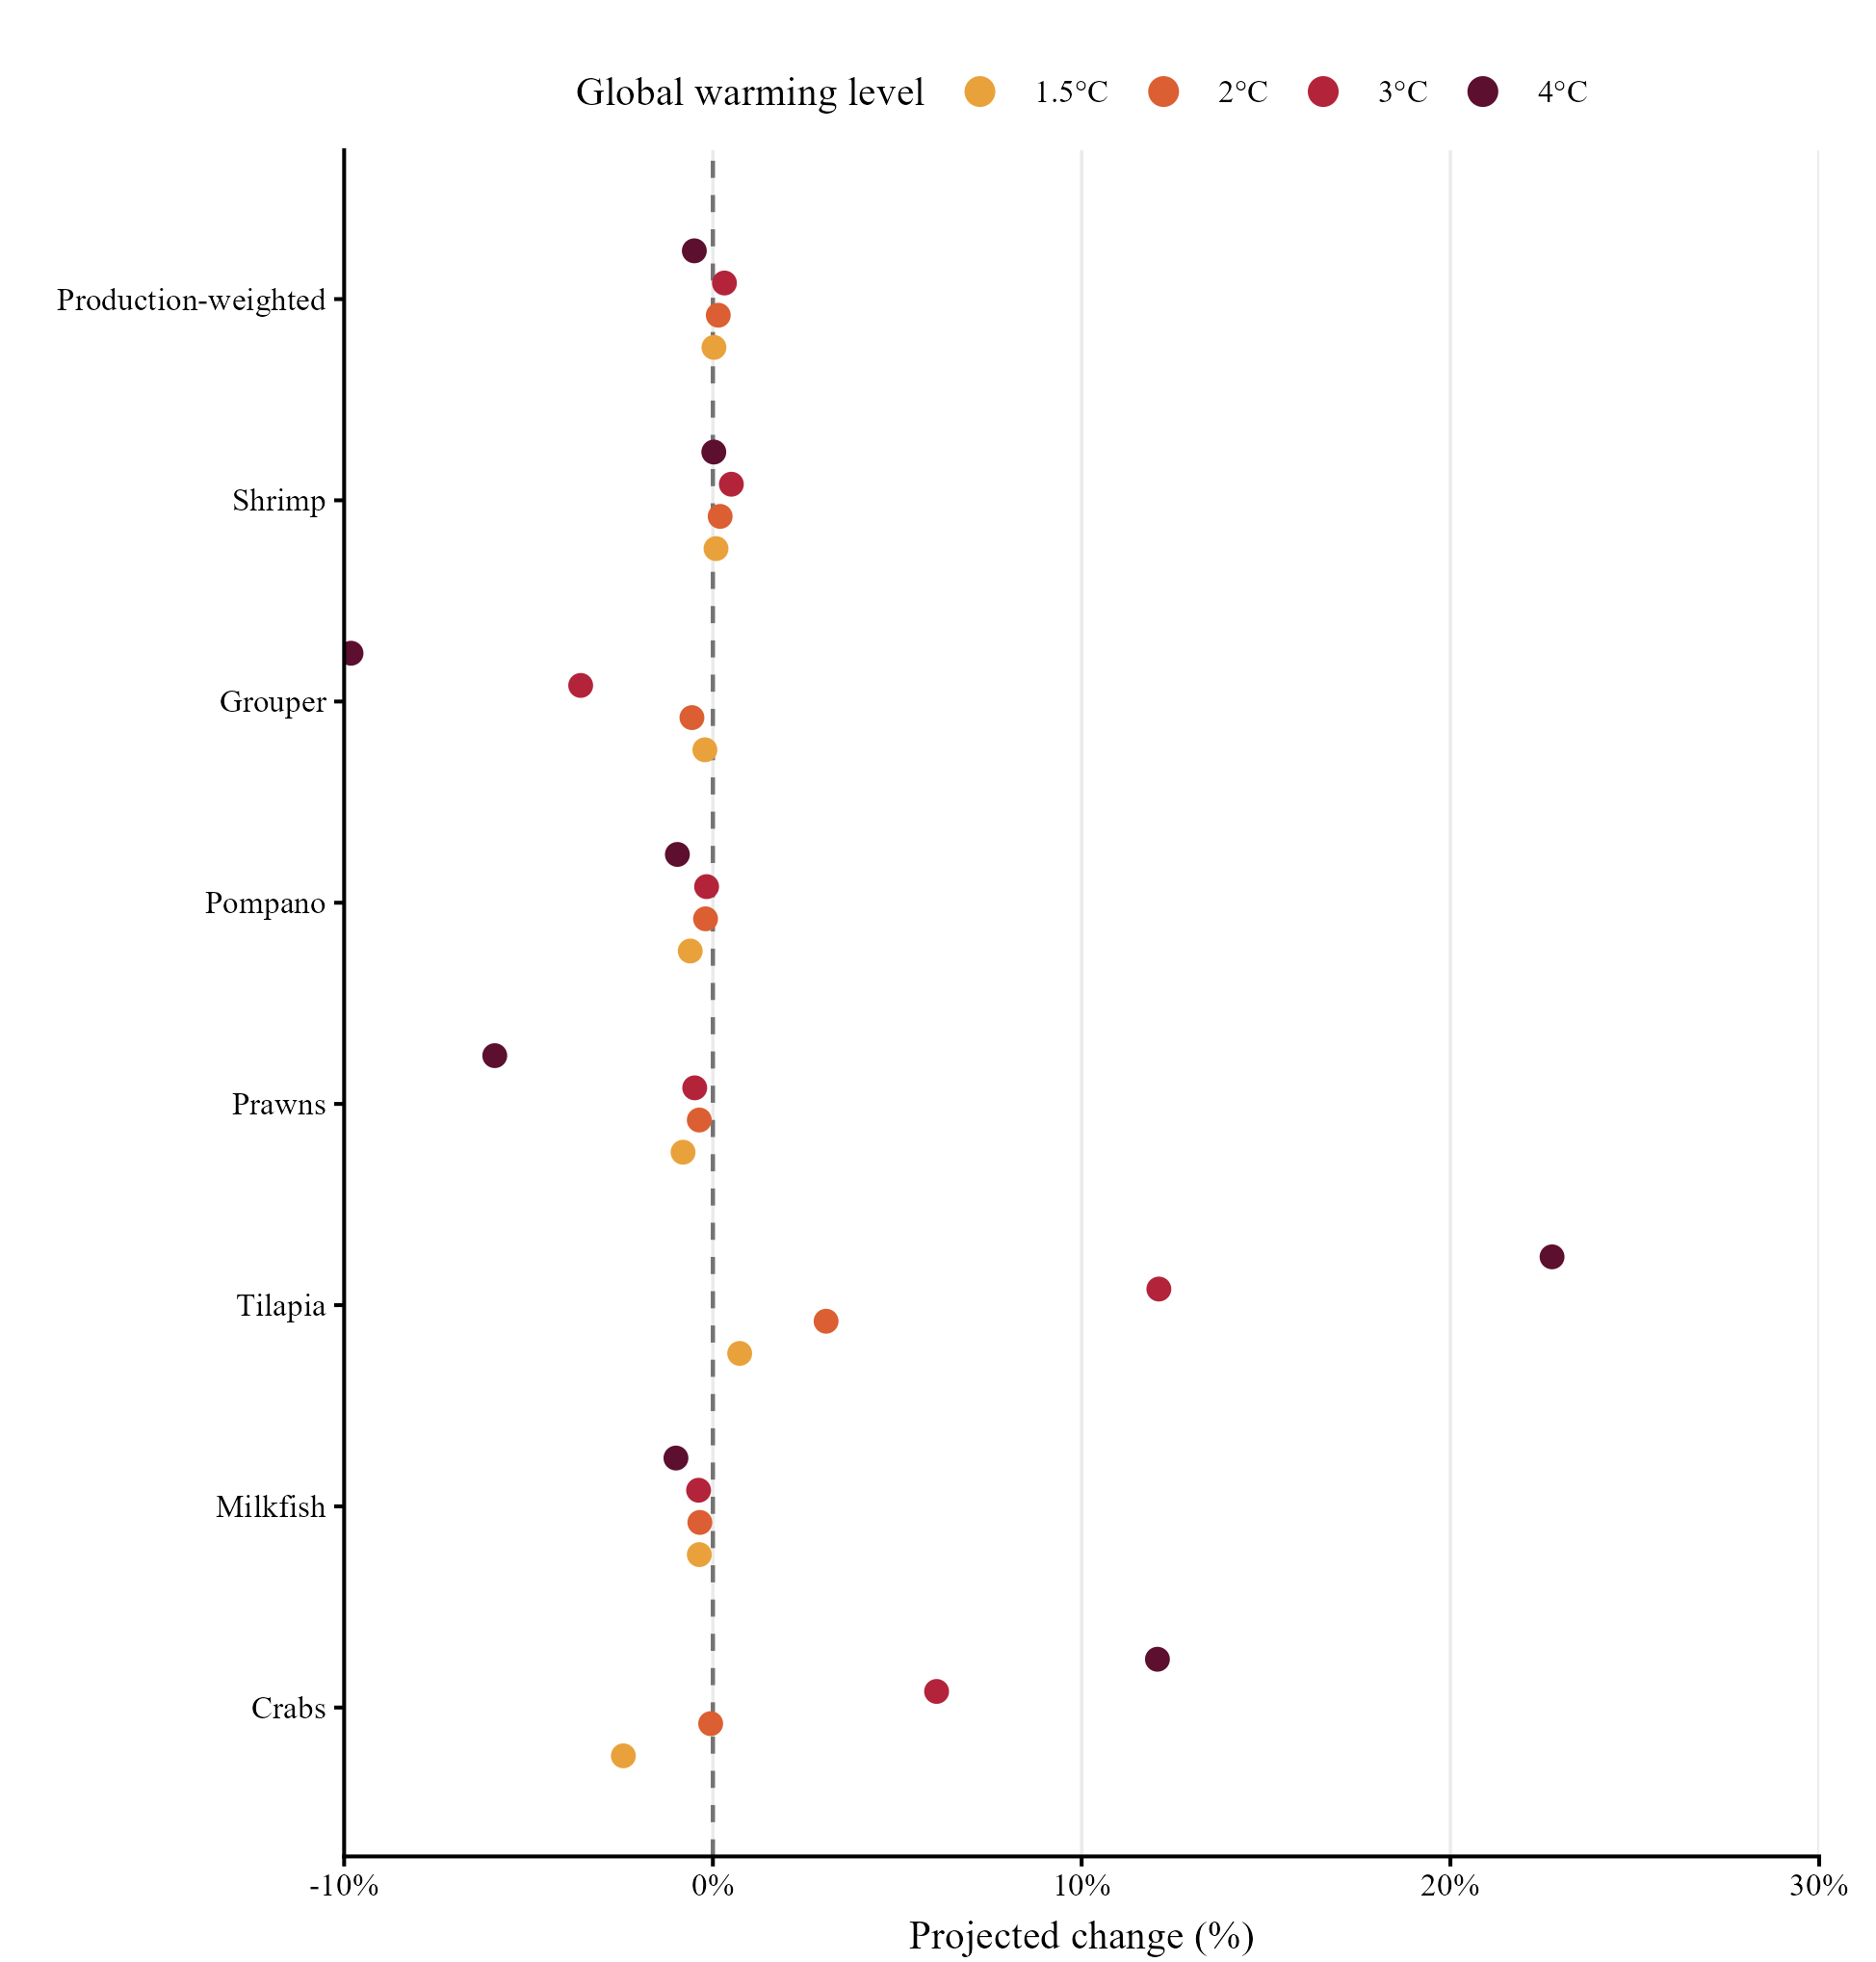 Global warming level 1.5°C 2°C 3°C 4°C
Production-weighted
Shrimp
Grouper
Pompano
Prawns
Tilapia
Milkfish
Crabs
-10% 0% 10% 20% 30%
Projected change (%)